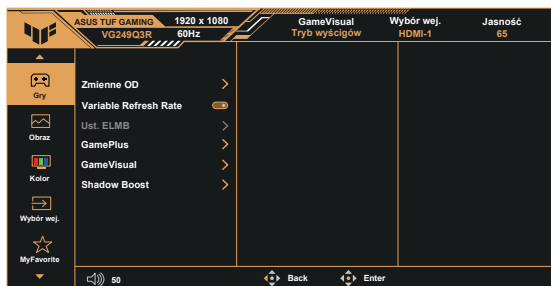 ASUS TUF GAMING 1920 x 1080
VG249Q3R 60Hz
GameVisual
Tryb wyścigów
Wybór wej.
HDMI-1
Jasność
65
Gry
Obraz
Kolor
Wybór wej.
MyFavorite
Zmienne OD
Variable Refresh Rate
Ust. ELMB
GamePlus
GameVisual
Shadow Boost
50
Back
Enter